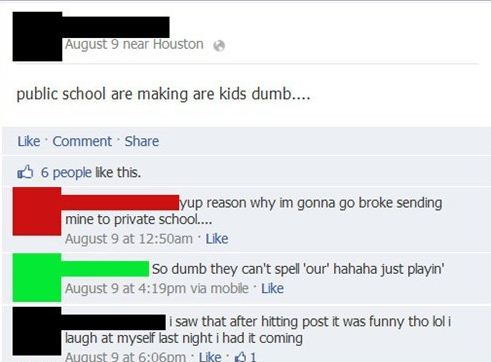 August 9 near Houston
public school are making are kids dumb....
Like · Comment · Share
6 people like this.
yup reason why im gonna go broke sending
mine to private school....
August 9 at 12:50am · Like
So dumb they can't spell 'our' hahaha just playin'
August 9 at 4:19pm via mobile · Like
i saw that after hitting post it was funny tho lol i
laugh at myself last night i had it coming
August 9 at 6:06pm · Like · 1